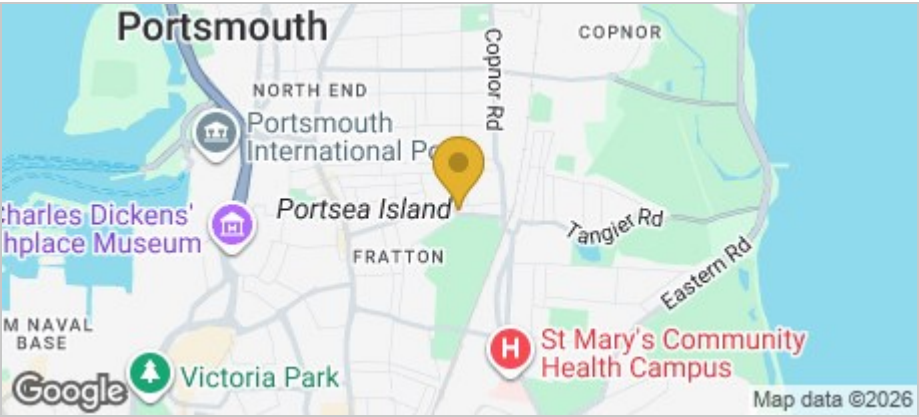 Portsmouth
COPNOR
Copnor Rd
NORTH END
Portsmouth
International Po
Portsea Island
Charles Dickens'
hplace Museum
Tangier Rd
FRATTON
Eastern Rd
M NAVAL
BASE
St Mary's Community
Health Campus
H
Victoria Park
Google
Map data ©2026